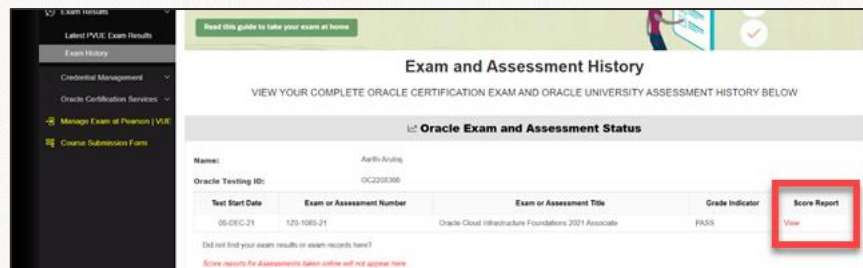 Exam Results
Latest PVUE Exam Results
Exam History
Credential Management
Oracle Certification Services
Manage Exam at Pearson | VUE
Course Submission Form
Read this guide to take your exam at home
Exam and Assessment History
VIEW YOUR COMPLETE ORACLE CERTIFICATION EXAM AND ORACLE UNIVERSITY ASSESSMENT HISTORY BELOW
Oracle Exam and Assessment Status
Name: Aarthi Arulraj
Oracle Testing ID: OC2208366
Test Start Date Exam or Assessment Number Exam or Assessment Title Grade Indicator Score Report
05-DEC-21 1Z0-1085-21 Oracle Cloud Infrastructure Foundations 2021 Associate PASS View
Did not find your exam results or exam records here?
Score reports for Assessments taken online will not appear here.